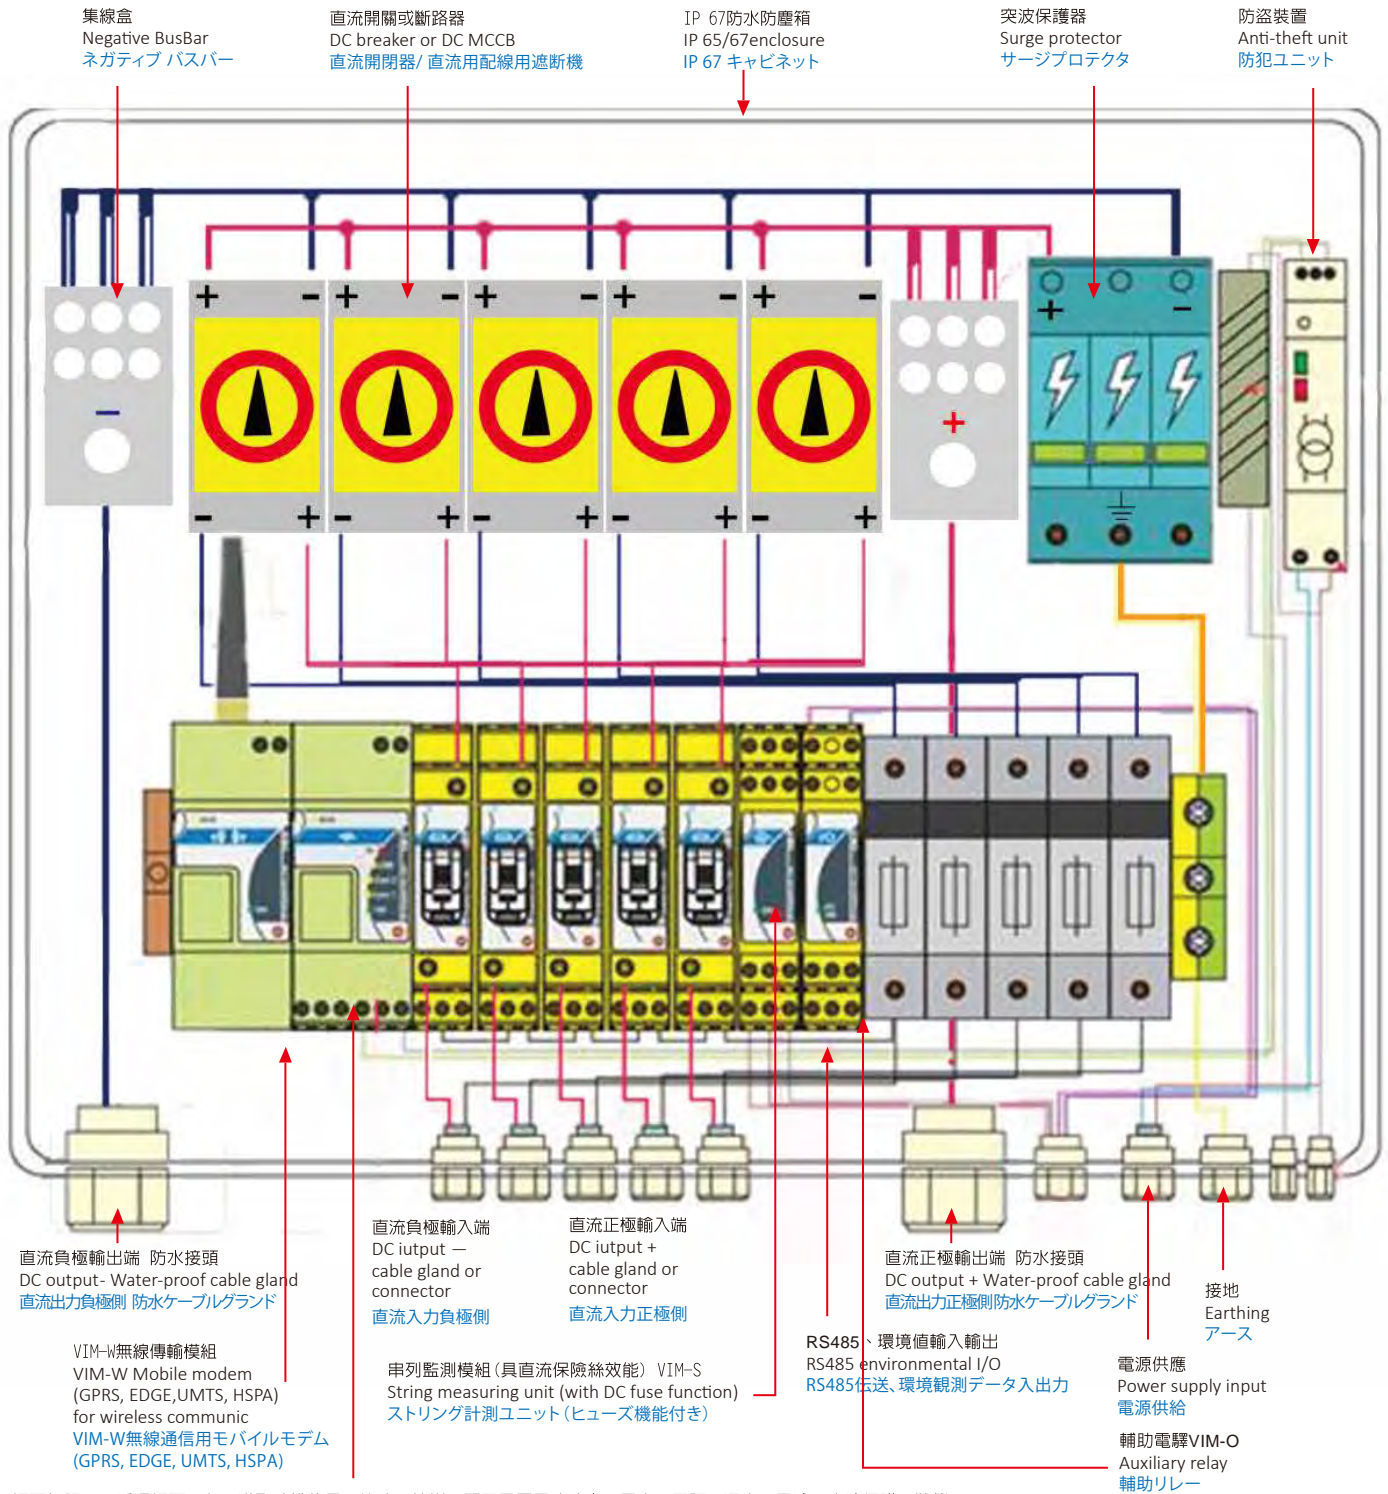 集線盒
Negative BusBar
ネガティブ バスバー
直流開關或斷路器
DC breaker or DC MCCB
直流開閉器/ 直流用配線用遮断機
IP 67防水防塵箱
IP 65/67enclosure
IP 67 キャビネット
突波保護器
Surge protector
サージプロテクタ
防盜裝置
Anti-theft unit
防犯ユニット
直流負極輸出端 防水接頭
DC output- Water-proof cable gland
直流出力負極側 防水ケーブルグランド
直流負極輸入端
DC iutput —
cable gland or
connector
直流入力負極側
直流正極輸入端
DC iutput +
cable gland or
connector
直流入力正極側
直流正極輸出端 防水接頭
DC output + Water-proof cable gland
直流出力正極側防水ケーブルグランド
接地
Earthing
アース
VIM-W無線傳輸模組
VIM-W Mobile modem
(GPRS, EDGE,UMTS, HSPA)
for wireless communic
VIM-W無線通信用モバイルモデム
(GPRS, EDGE, UMTS, HSPA)
串列監測模組(具直流保險絲效能) VIM-S
String measuring unit (with DC fuse function)
ストリング計測ユニット(ヒューズ機能付き)
RS485、環境值輸入輸出
RS485 environmental I/O
RS485伝送、環境観測データ入出力
電源供應
Power supply input
電源供給
輔助電驛VIM-O
Auxiliary relay
輔助リレー